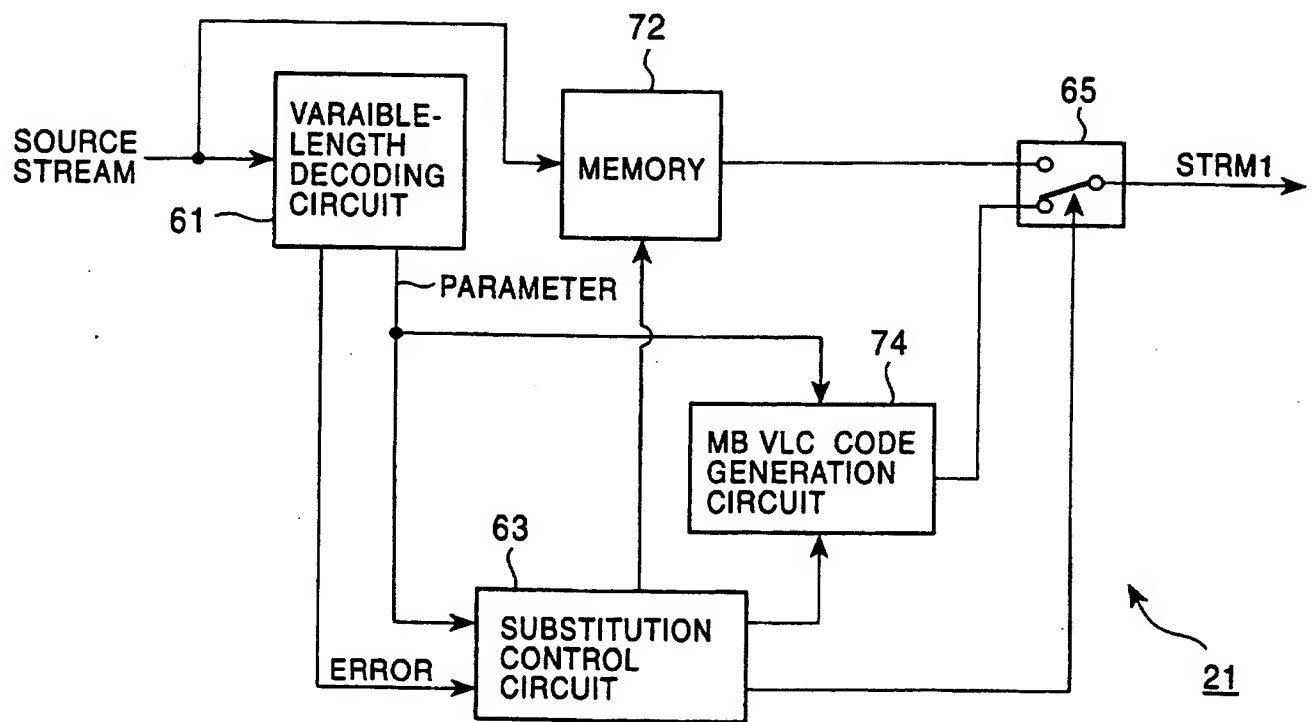 72
65
VARAIBLE-
LENGTH
DECODING
CIRCUIT
SOURCE
STREAM
MEMORY
STRM1
61
PARAMETER
74
MB VLC CODE
GENERATION
CIRCUIT
63
SUBSTITUTION
CONTROL
CIRCUIT
ERROR
21